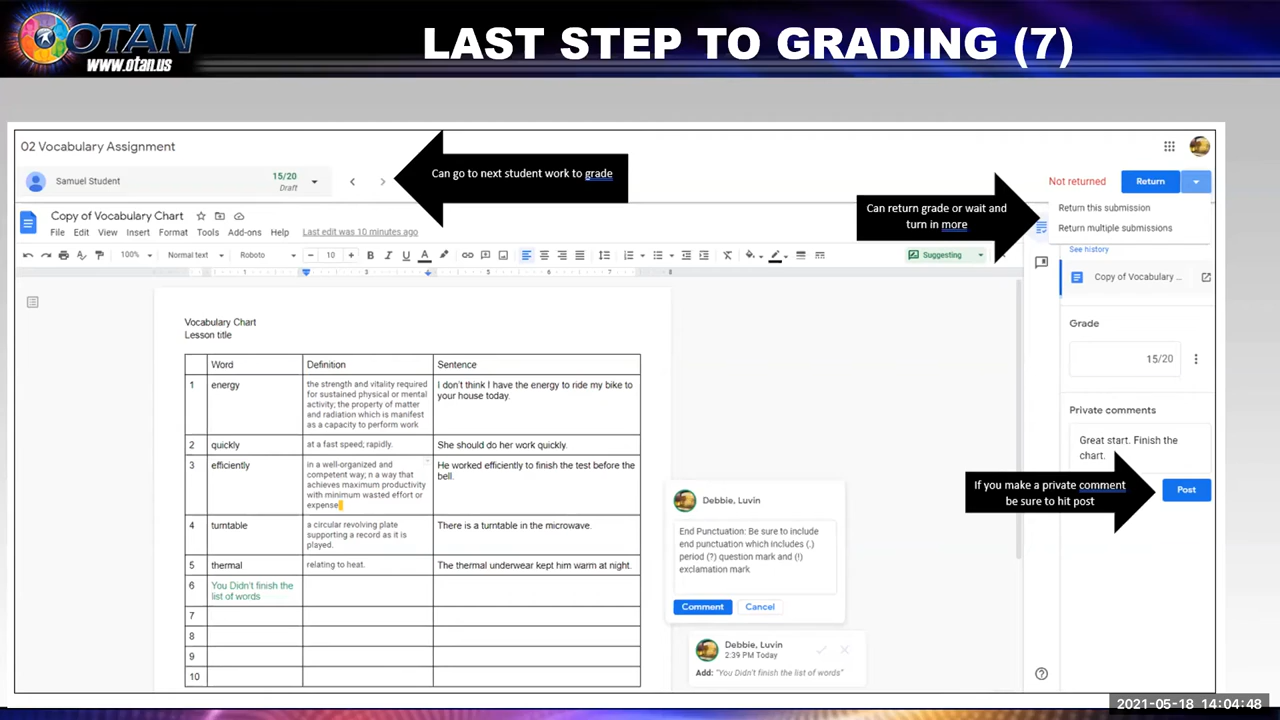 OTAN
www.otan.us
LAST STEP TO GRADING (7)
02 Vocabulary Assignment
Samuel Student
15/20
Draft
Can go to next student work to grade
Not returned
Return
Can return grade or wait and
turn in more
Return this submission
Return multiple submissions
See history
Copy of Vocabulary Chart
File Edit View Insert Format Tools Add-ons Help Last edit was 10 minutes ago
100% Normal text Roboto 10 Suggesting
Copy of Vocabulary ...
Grade
15/20
Private comments
Great start. Finish the
chart.
If you make a private comment
be sure to hit post
Post
Vocabulary Chart
Lesson title
Word Definition Sentence
1 energy the strength and vitality required I don't think I have the energy to ride my bike to
for sustained physical or mental your house today.
activity; the property of matter
and radiation which is manifest
as a capacity to perform work
2 quickly at a fast speed; rapidly. She should do her work quickly.
3 efficiently in a well-organized and He worked efficiently to finish the test before the
competent way; n a way that bell.
achieves maximum productivity
with minimum wasted effort or
expense
4 turntable a circular revolving plate There is a turntable in the microwave.
supporting a record as it is
played.
5 thermal relating to heat. The thermal underwear kept him warm at night.
6 You Didn't finish the
list of words
7
8
9
10
Debbie, Luvin
End Punctuation: Be sure to include
end punctuation which includes (.)
period (?) question mark and (!)
exclamation mark
Comment Cancel
Debbie, Luvin
2:39 PM Today
Add: "You Didn't finish the list of words"
2021-05-18 14:04:48